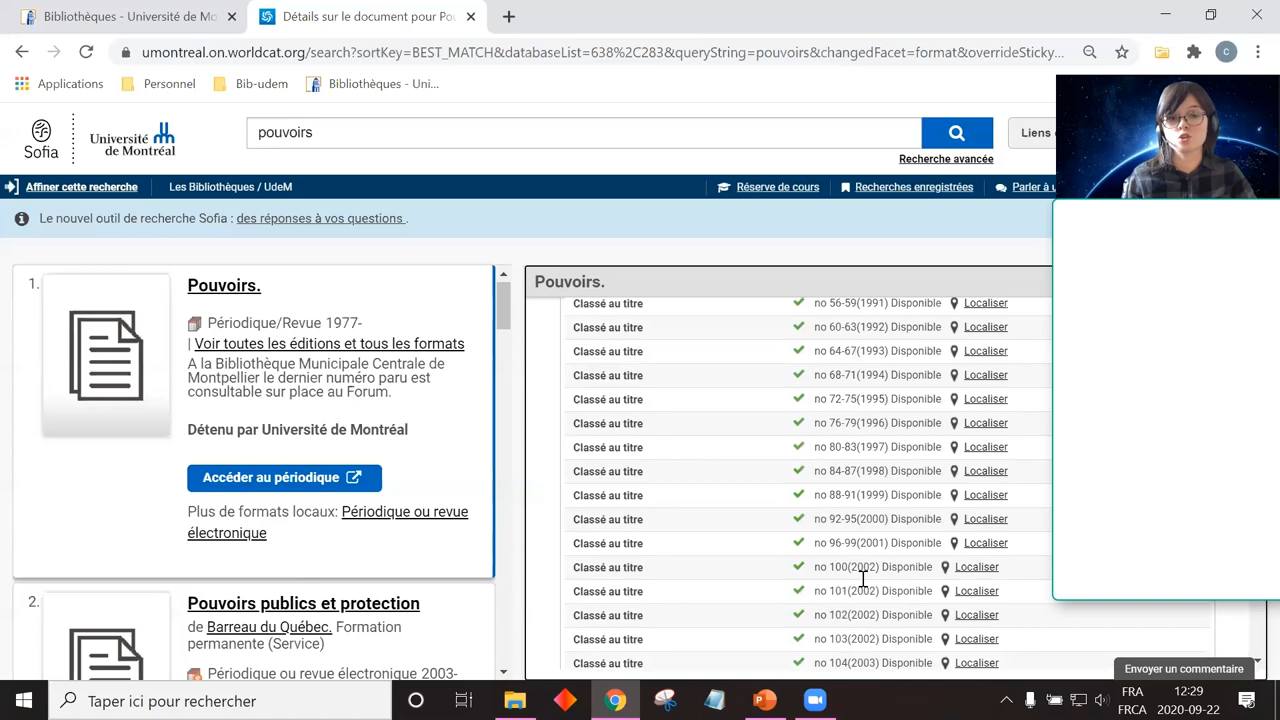 Bibliothèques - Université de Mo
Détails sur le document pour Pou
umontreal.on.worldcat.org/search?sortKey=BEST_MATCH&databaseList=638%2C283&queryString=pouvoirs&changedFacet=format&overrideSticky...
C
Applications
Personnel
Bib-udem
Bibliothèques - Uni...
Sofia
Université de Montréal
pouvoirs
Liens
Recherche avancée
Affiner cette recherche
Les Bibliothèques / UdeM
Réserve de cours
Recherches enregistrées
Parler à u
Le nouvel outil de recherche Sofia : des réponses à vos questions .
1.
Pouvoirs.
Périodique/Revue 1977-
| Voir toutes les éditions et tous les formats
A la Bibliothèque Municipale Centrale de
Montpellier le dernier numéro paru est
consultable sur place au Forum.
Détenu par Université de Montréal
Accéder au périodique
Plus de formats locaux: Périodique ou revue
électronique
2.
Pouvoirs publics et protection
de Barreau du Québec. Formation
permanente (Service)
Périodique ou revue électronique 2003-
Pouvoirs.
Classé au titre no 56-59(1991) Disponible Localiser
Classé au titre no 60-63(1992) Disponible Localiser
Classé au titre no 64-67(1993) Disponible Localiser
Classé au titre no 68-71(1994) Disponible Localiser
Classé au titre no 72-75(1995) Disponible Localiser
Classé au titre no 76-79(1996) Disponible Localiser
Classé au titre no 80-83(1997) Disponible Localiser
Classé au titre no 84-87(1998) Disponible Localiser
Classé au titre no 88-91(1999) Disponible Localiser
Classé au titre no 92-95(2000) Disponible Localiser
Classé au titre no 96-99(2001) Disponible Localiser
Classé au titre no 100(2002) Disponible Localiser
Classé au titre no 101(2002) Disponible Localiser
Classé au titre no 102(2002) Disponible Localiser
Classé au titre no 103(2002) Disponible Localiser
Classé au titre no 104(2003) Disponible Localiser
Envoyer un commentaire
Taper ici pour rechercher
FRA
FRCA
12:29
2020-09-22